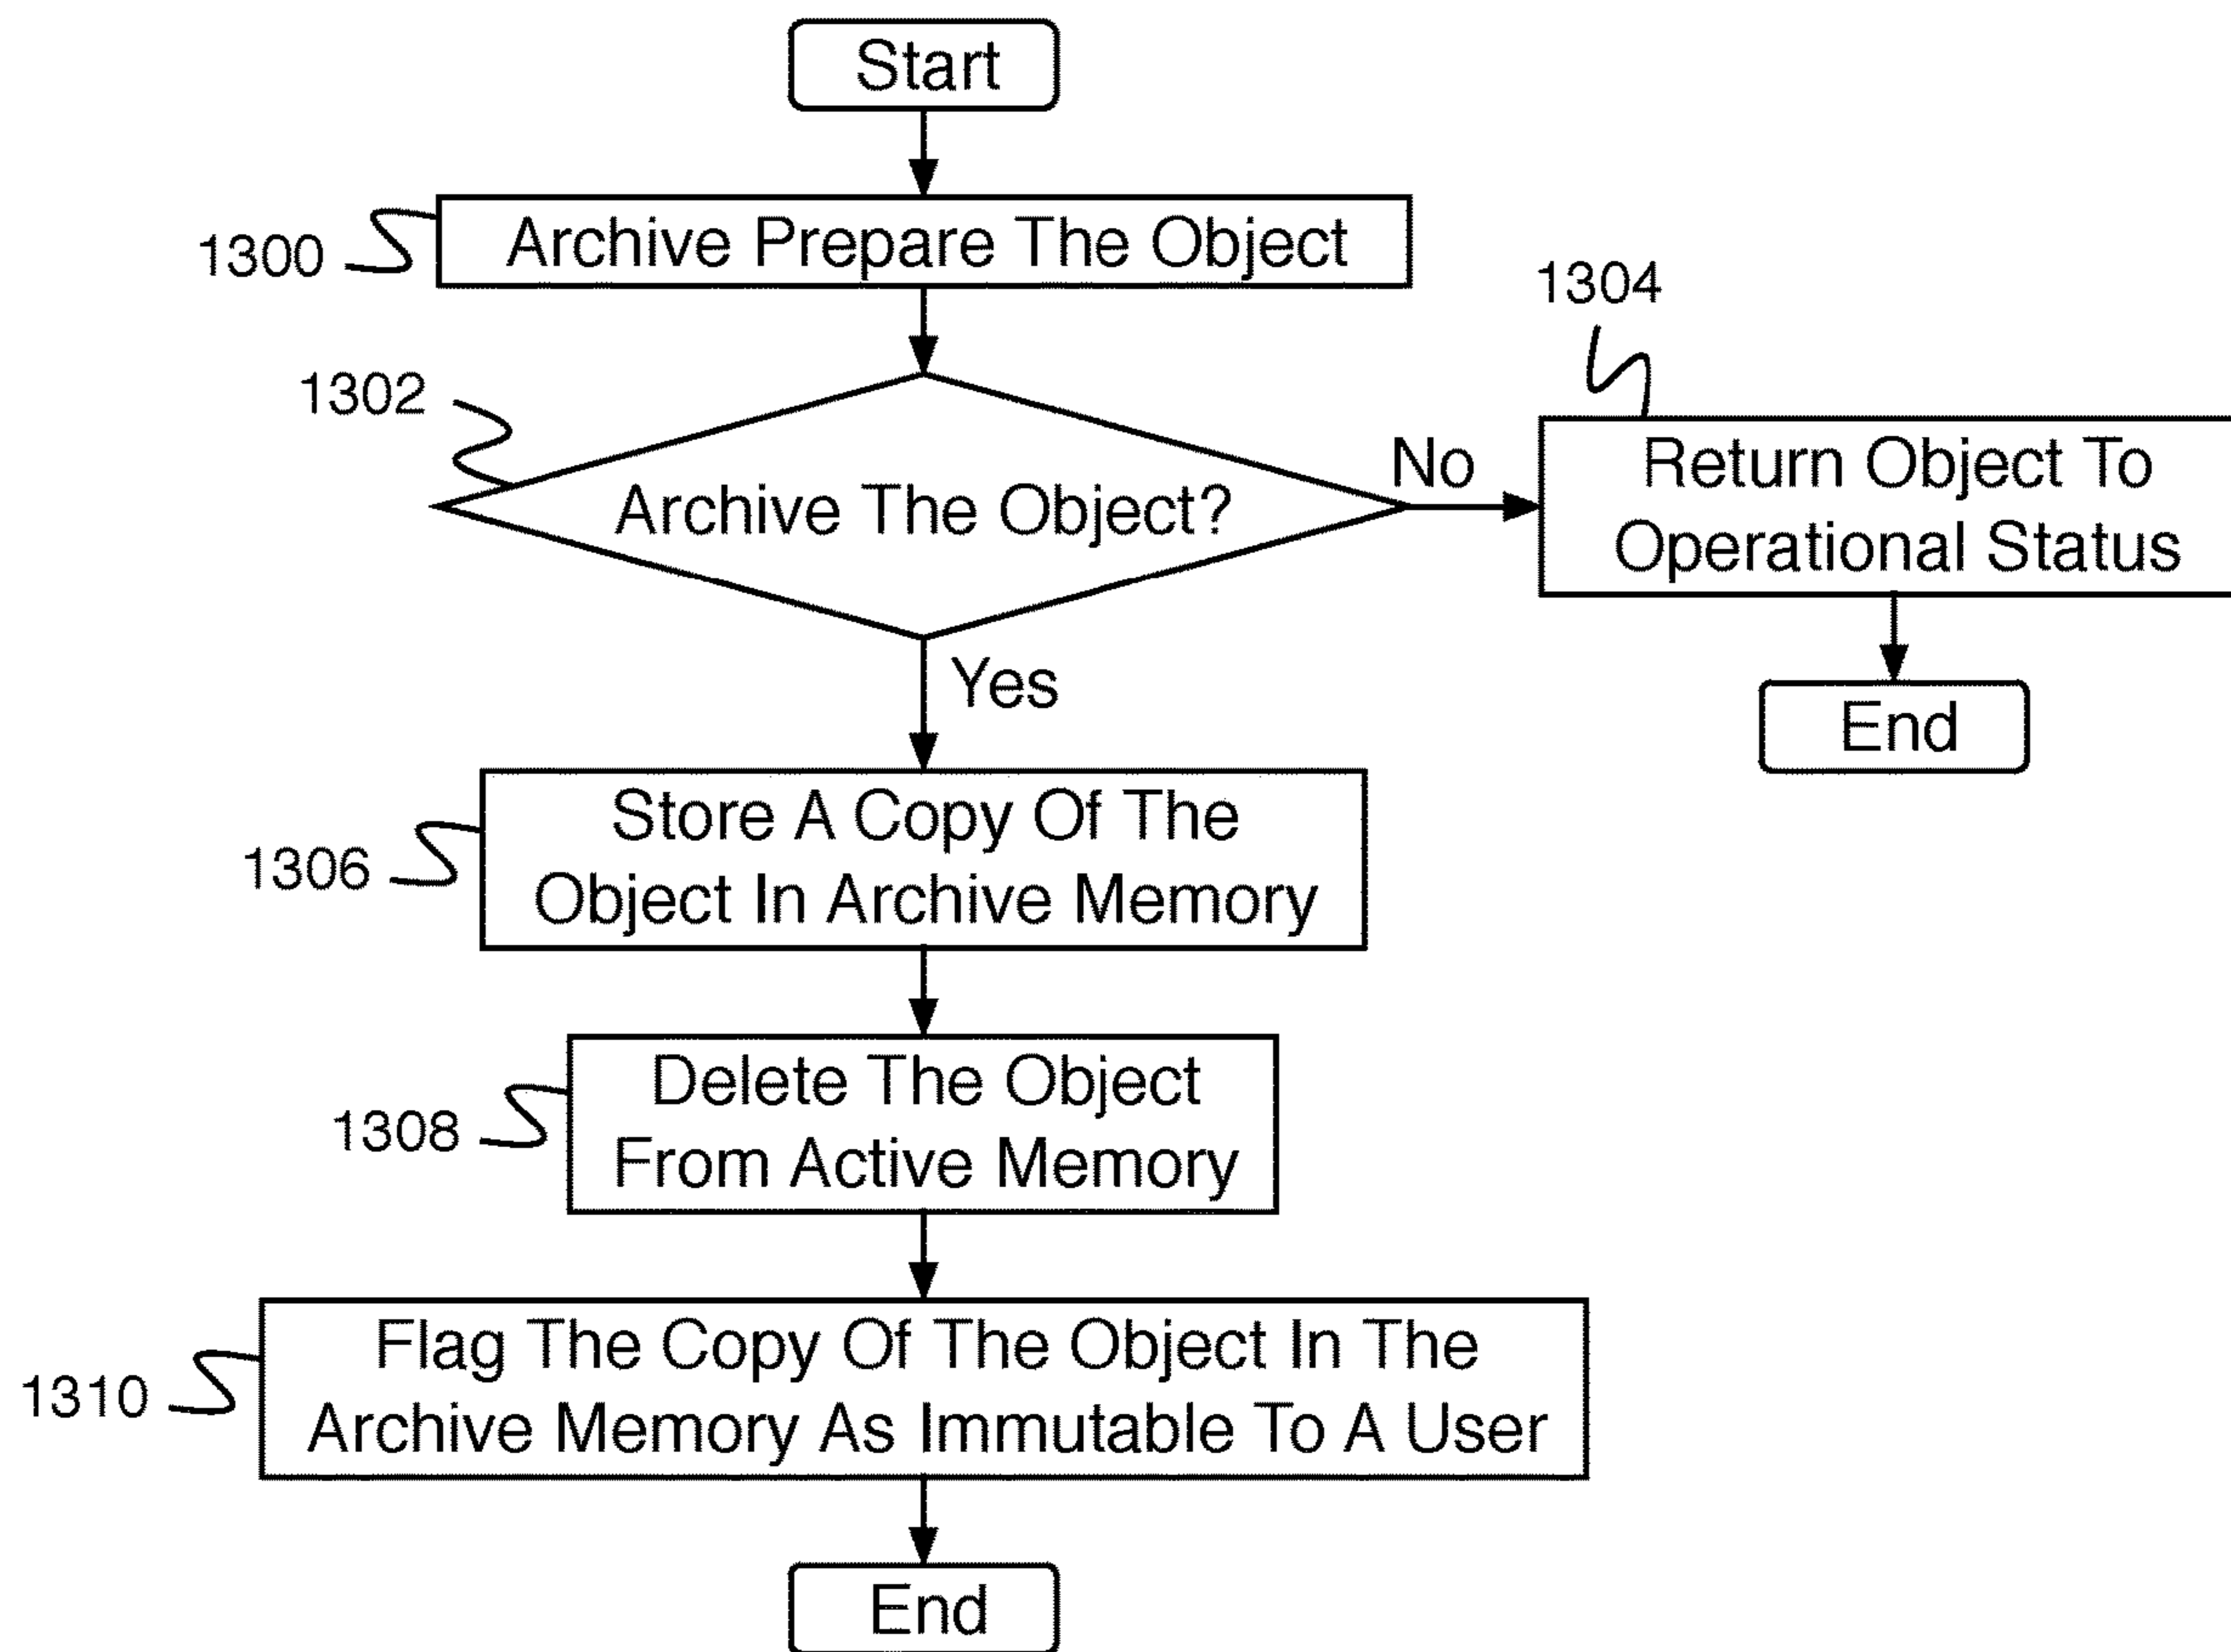 Start
1300
Archive Prepare The Object
1304
1302
Archive The Object?
No
Return Object To
Operational Status
Yes
End
1306
Store A Copy Of The
Object In Archive Memory
1308
Delete The Object
From Active Memory
1310
Flag The Copy Of The Object In The
Archive Memory As Immutable To A User
End